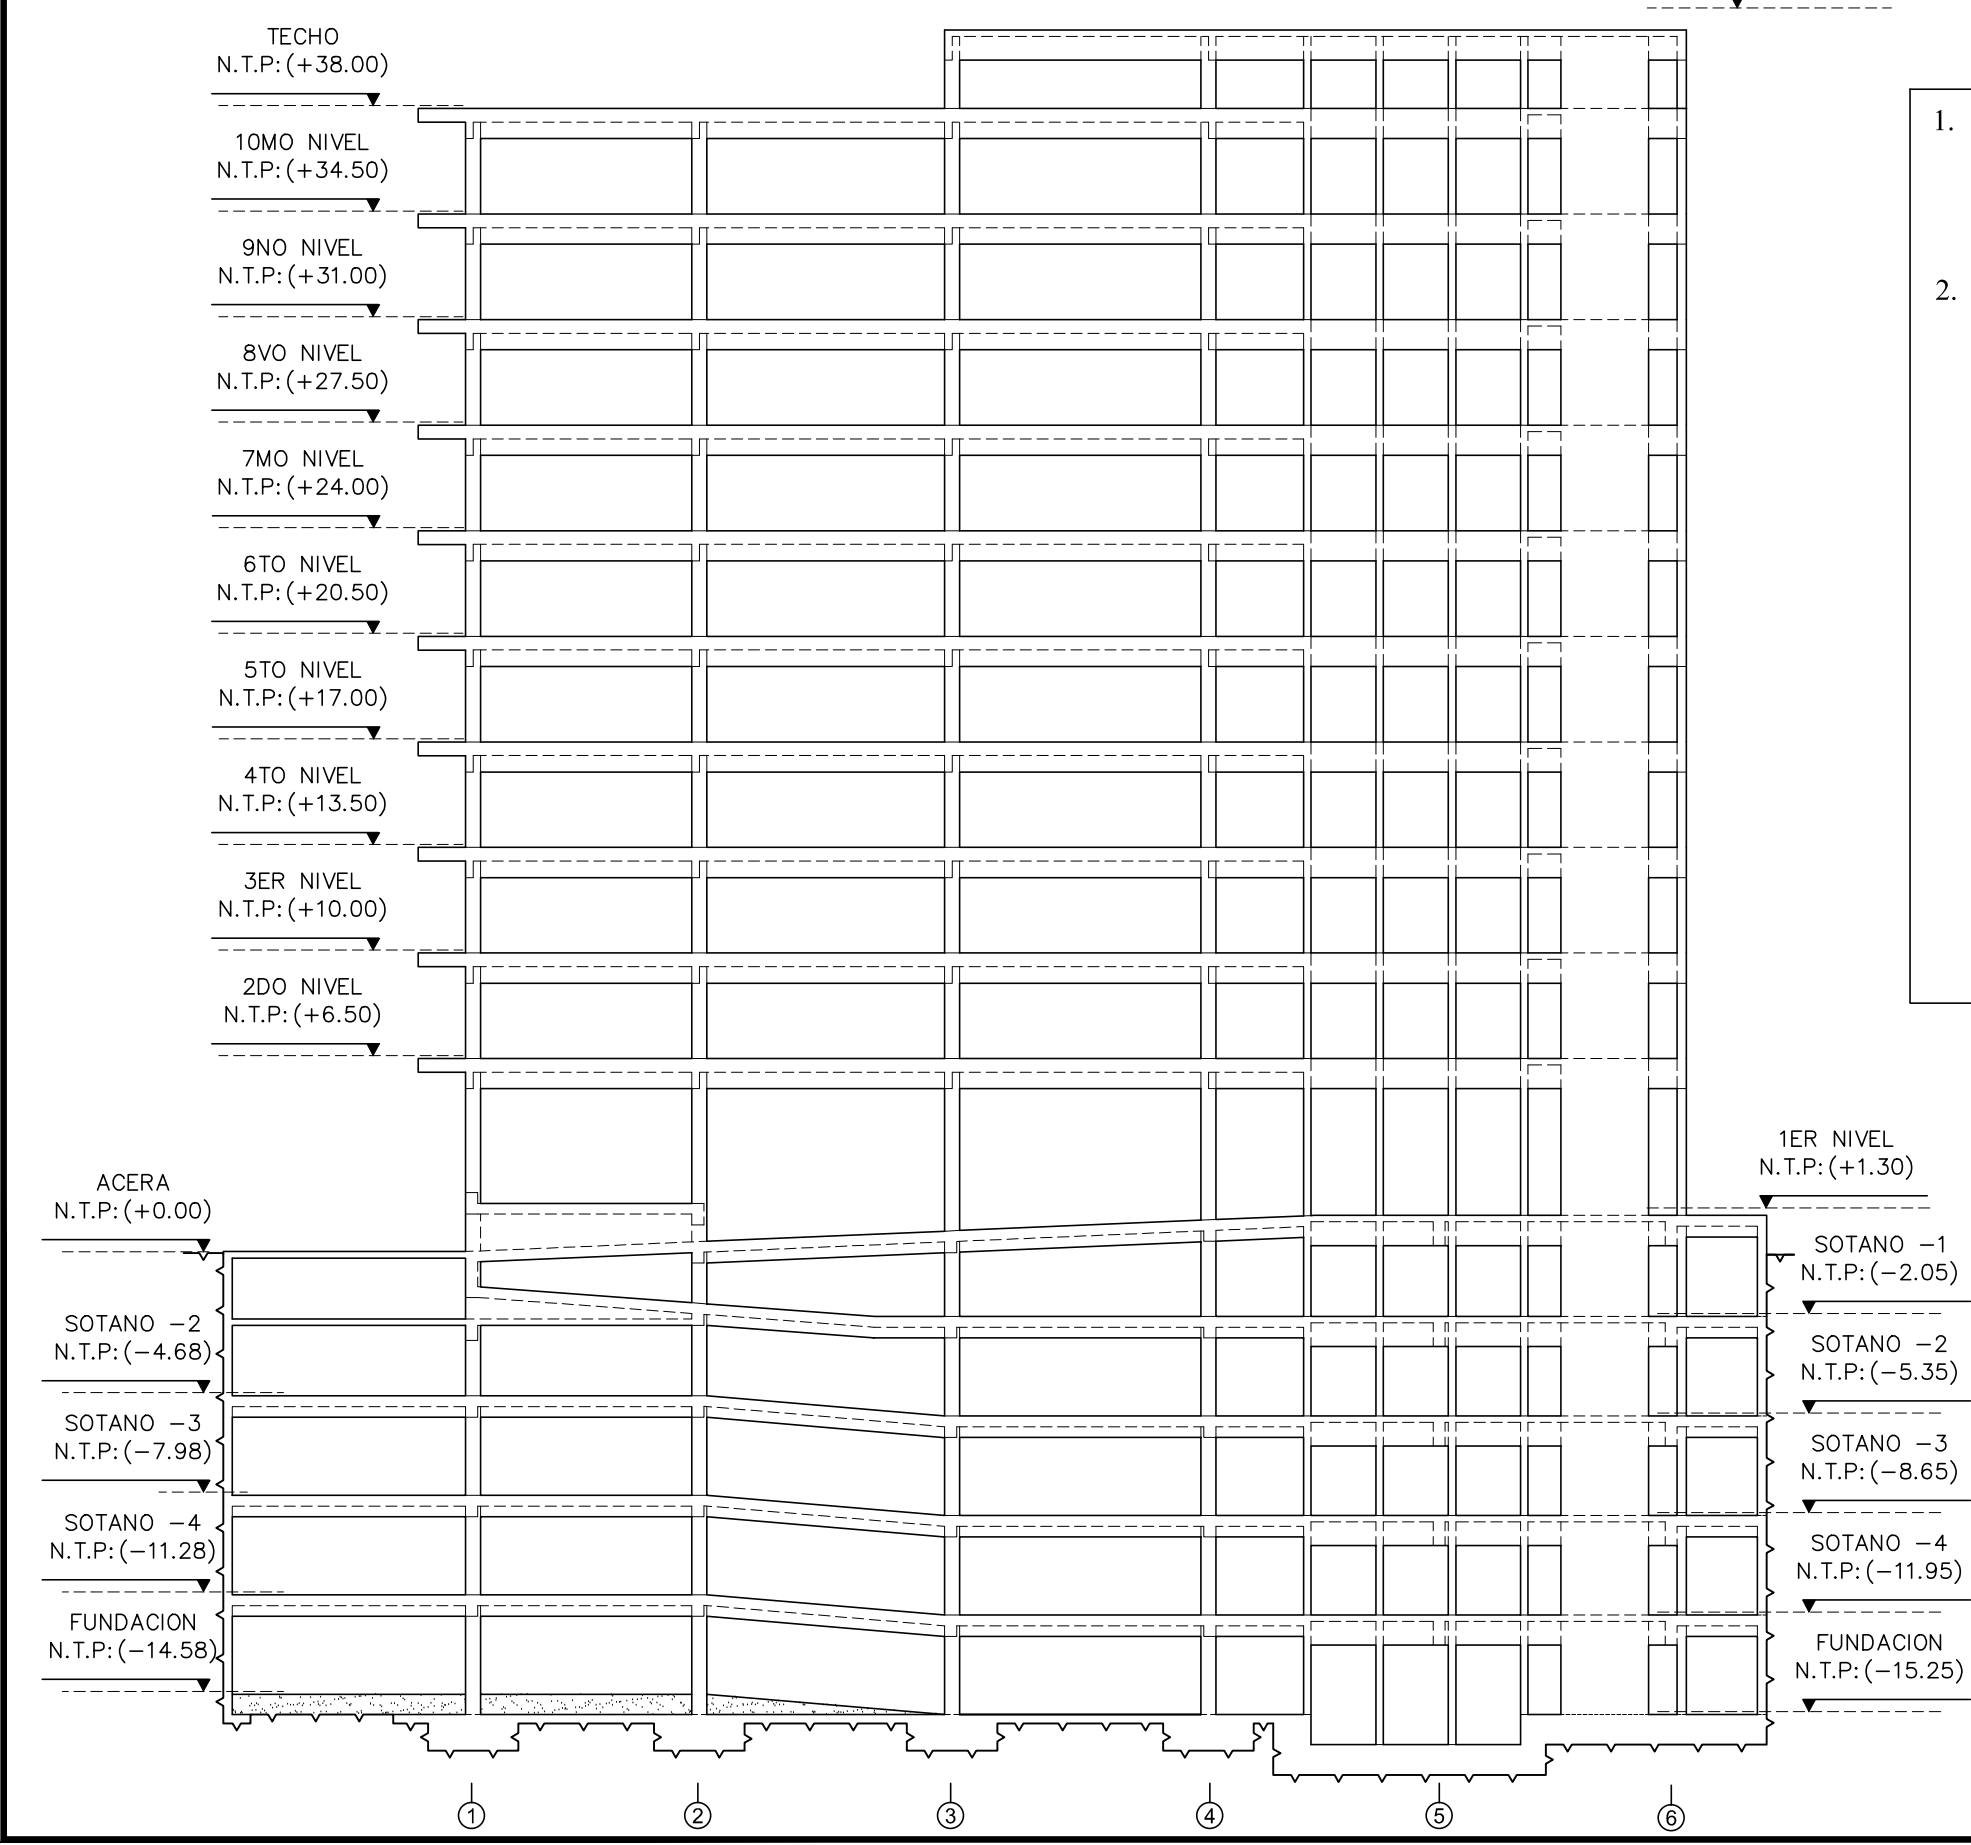 TECHO
N.T.P:(+38.00)
10MO NIVEL
N.T.P:(+34.50)
9NO NIVEL
N.T.P:(+31.00)
8VO NIVEL
N.T.P:(+27.50)
7MO NIVEL
N.T.P:(+24.00)
6TO NIVEL
N.T.P:(+20.50)
5TO NIVEL
N.T.P:(+17.00)
4TO NIVEL
N.T.P:(+13.50)
3ER NIVEL
N.T.P:(+10.00)
2DO NIVEL
N.T.P:(+6.50)
ACERA
N.T.P:(+0.00)
SOTANO -2
N.T.P:(-4.68)
SOTANO -3
N.T.P:(-7.98)
SOTANO -4
N.T.P:(-11.28)
FUNDACION
N.T.P:(-14.58)
1ER NIVEL
N.T.P:(+1.30)
SOTANO -1
N.T.P:(-2.05)
SOTANO -2
N.T.P:(-5.35)
SOTANO -3
N.T.P:(-8.65)
SOTANO -4
N.T.P:(-11.95)
FUNDACION
N.T.P:(-15.25)
1.
2.
1 2 3 4 5 6